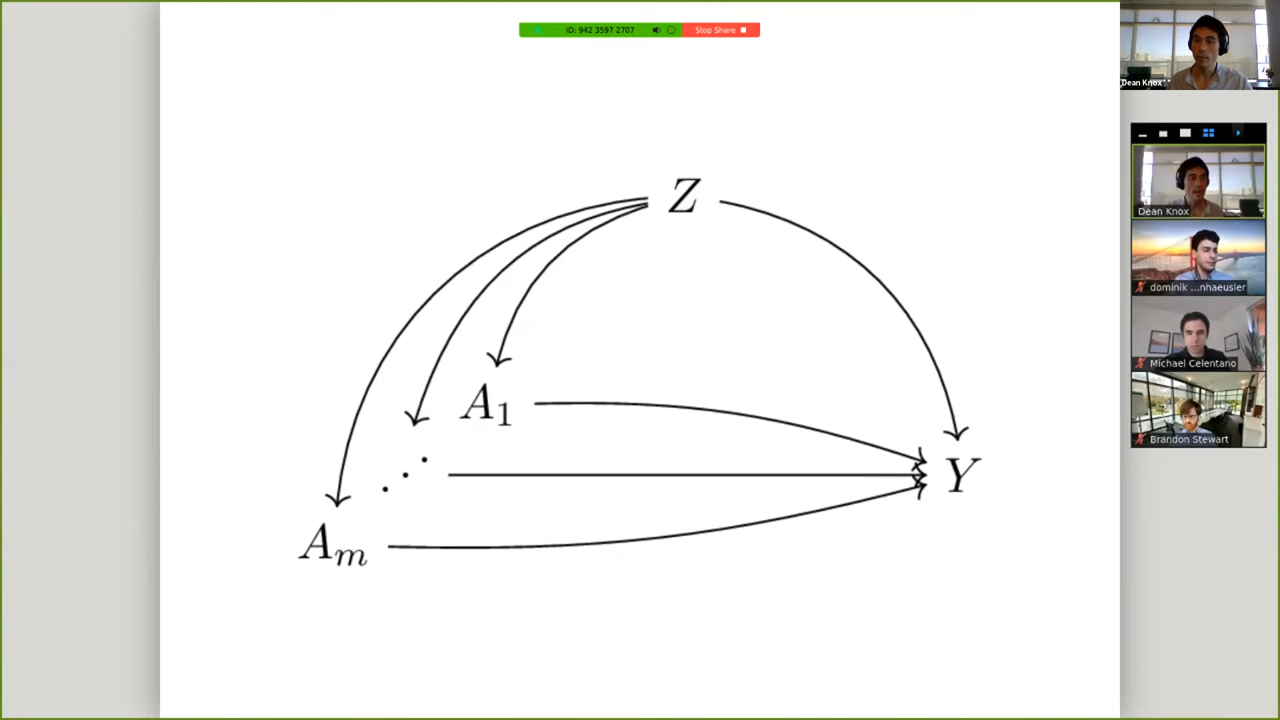 ID: 942 3597 2707 Stop Share
Dean Knox
Z
Dean Knox
dominik ...nhaeusler
A₁
Michael Celentano
Y
Brandon Stewart
Aₘ